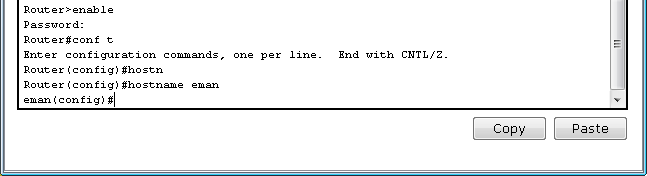 Router>enable
Password:
Router#conf t
Enter configuration commands, one per line.  End with CNTL/Z.
Router(config)#hostn
Router(config)#hostname eman
eman(config)#
Copy Paste